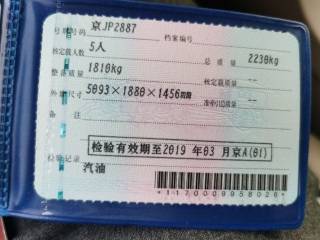 号牌号码 京JP2887 档案编号
核定载人数 5人 总质量 2230kg
整备质量 1810kg 核定载质量 --
外廓尺寸 5093×1880×1456mm 准牵引总质量 --
备注
检验有效期至2019年03月京A(01)
检验记录
汽油
*1170009958026*